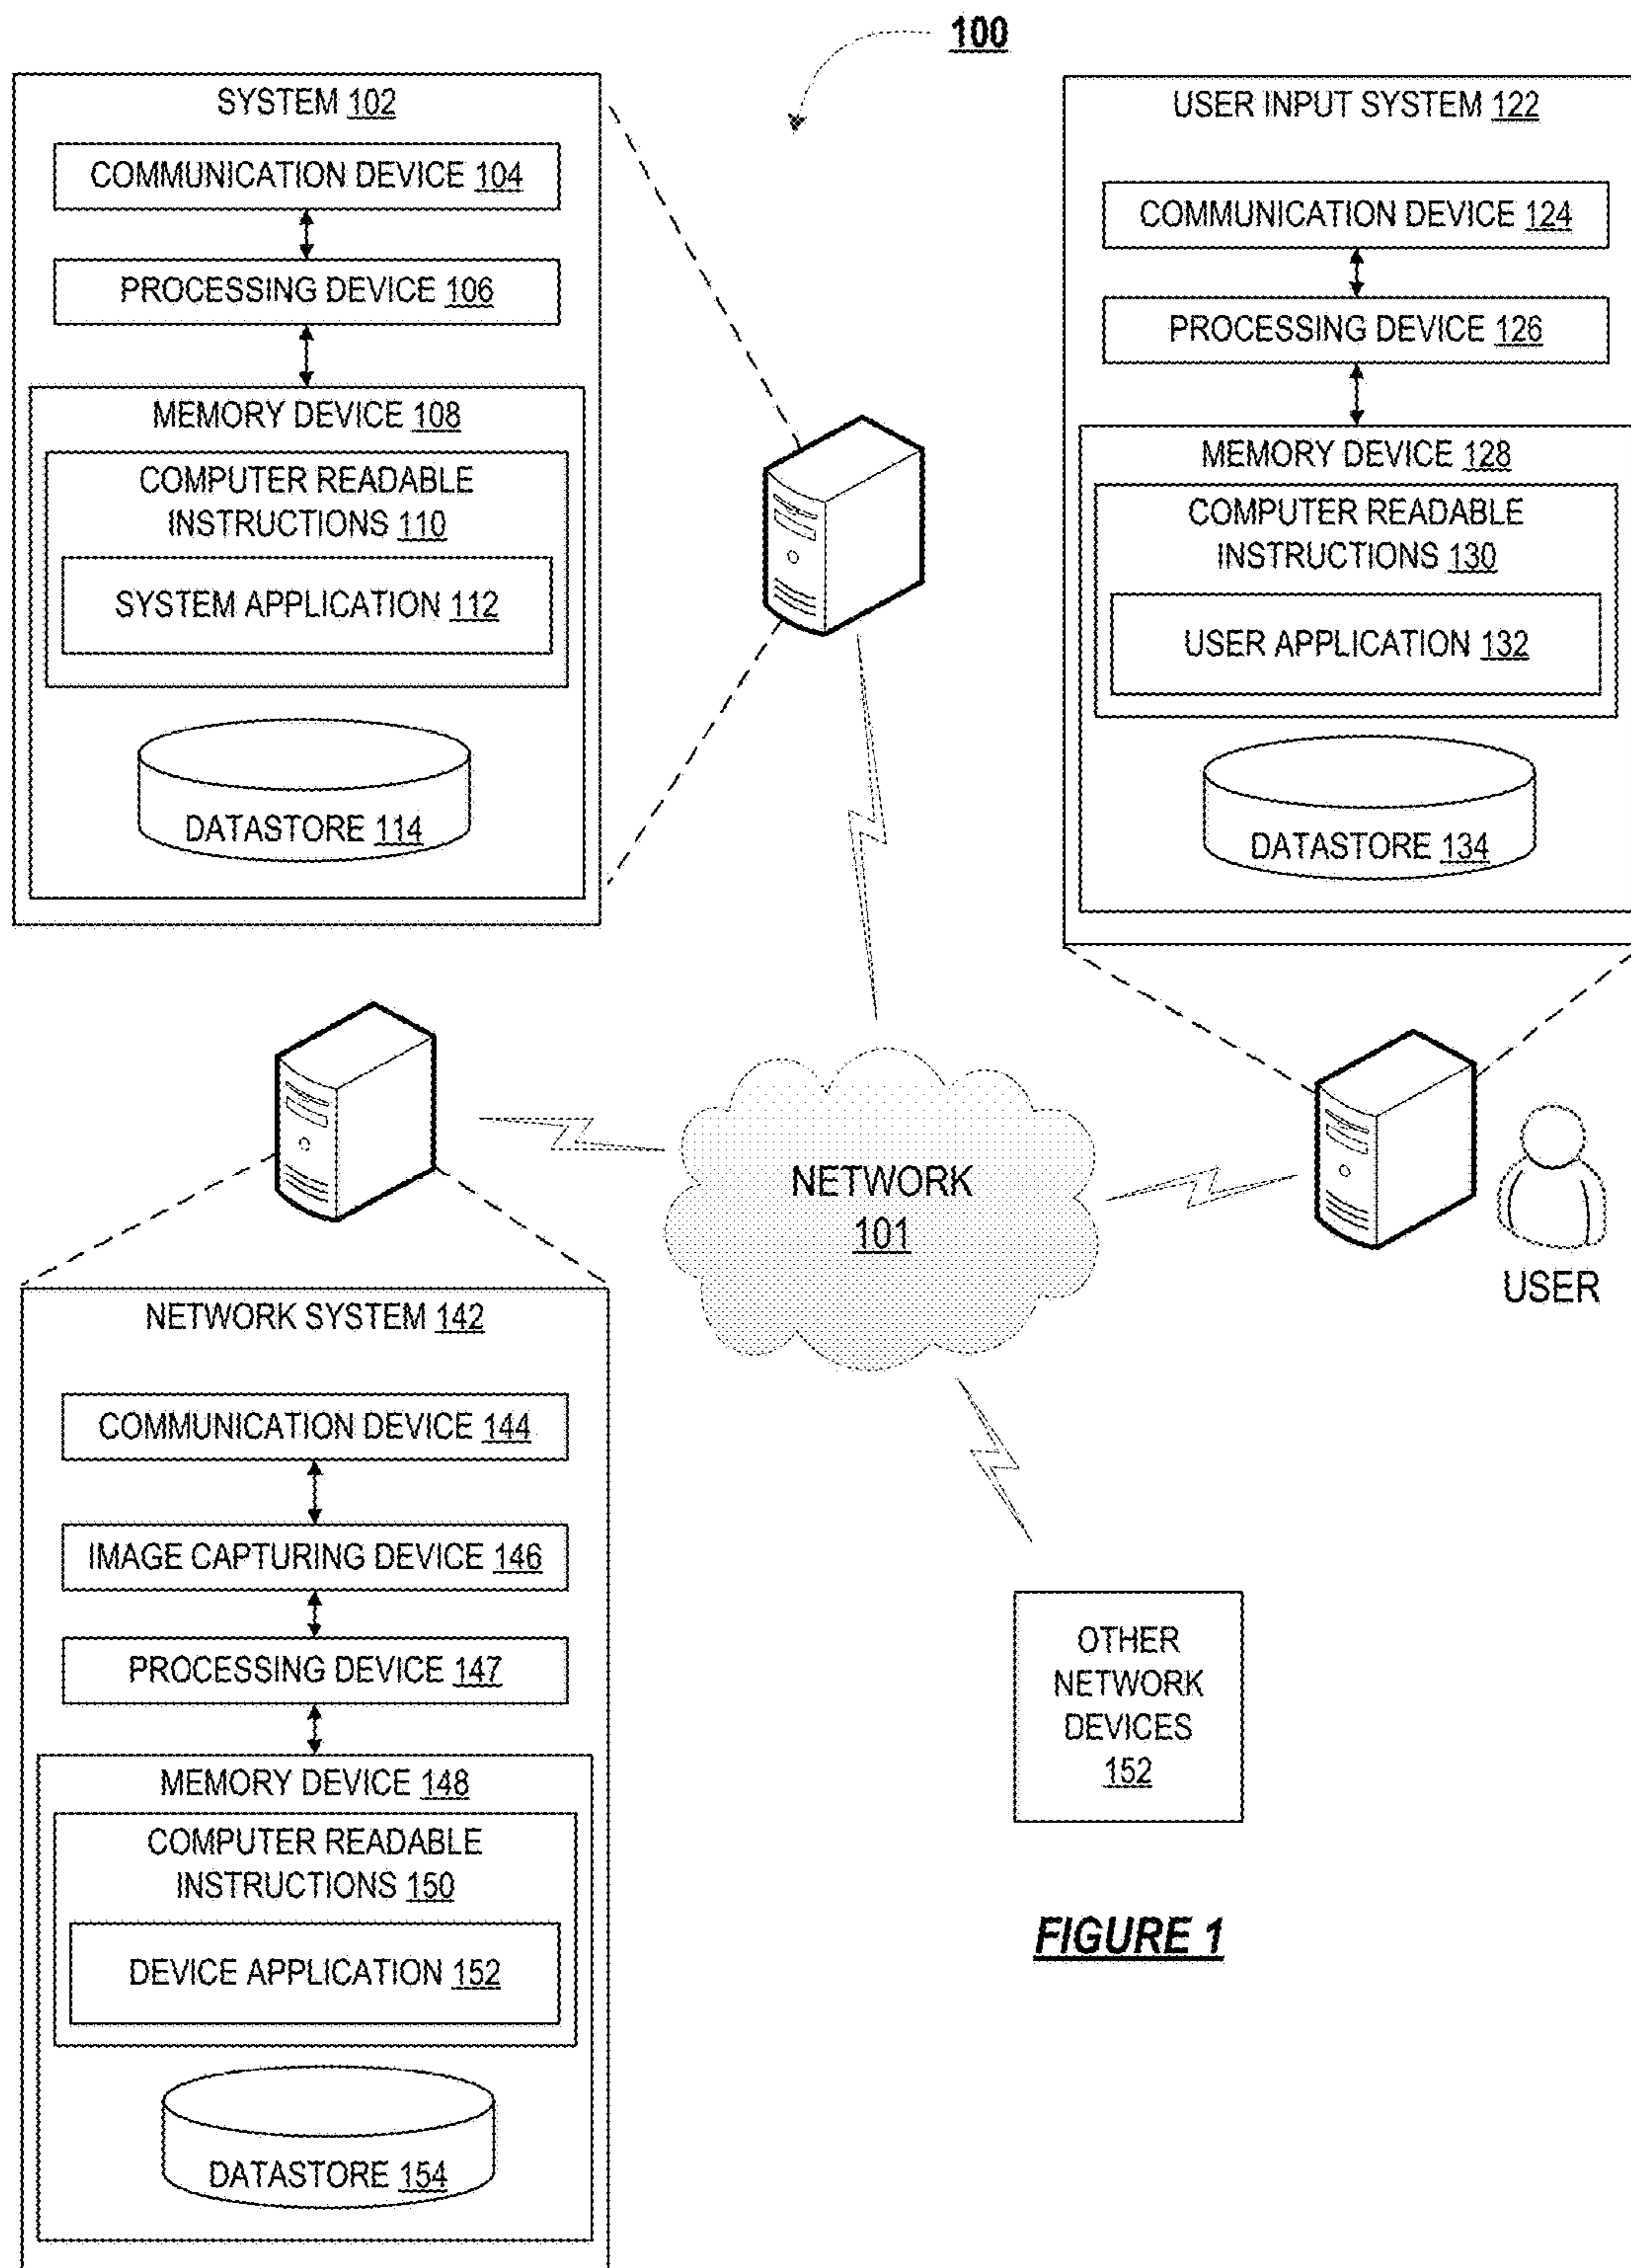 100
SYSTEM 102
COMMUNICATION DEVICE 104
PROCESSING DEVICE 106
MEMORY DEVICE 108
COMPUTER READABLE
INSTRUCTIONS 110
SYSTEM APPLICATION 112
DATASTORE 114
USER INPUT SYSTEM 122
COMMUNICATION DEVICE 124
PROCESSING DEVICE 126
MEMORY DEVICE 128
COMPUTER READABLE
INSTRUCTIONS 130
USER APPLICATION 132
DATASTORE 134
NETWORK
101
USER
NETWORK SYSTEM 142
COMMUNICATION DEVICE 144
IMAGE CAPTURING DEVICE 146
PROCESSING DEVICE 147
MEMORY DEVICE 148
COMPUTER READABLE
INSTRUCTIONS 150
DEVICE APPLICATION 152
DATASTORE 154
OTHER
NETWORK
DEVICES
152
FIGURE 1